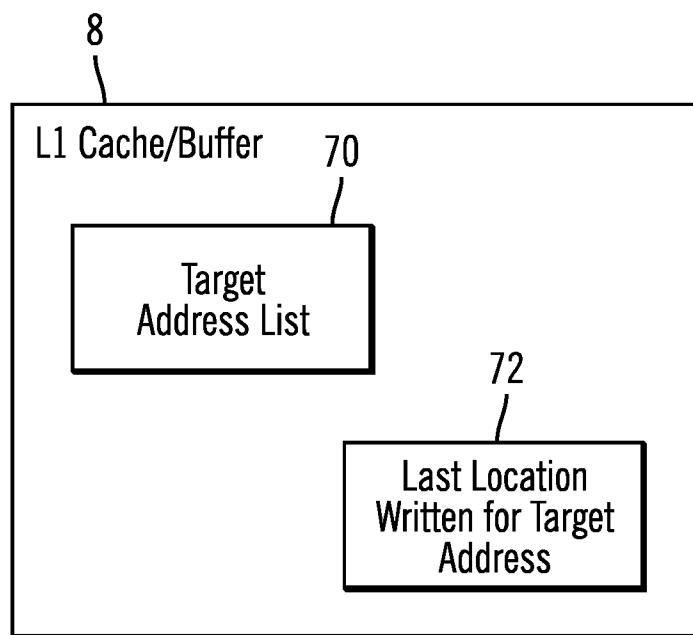 8
L1 Cache/Buffer
70
Target
Address List
72
Last Location
Written for Target
Address